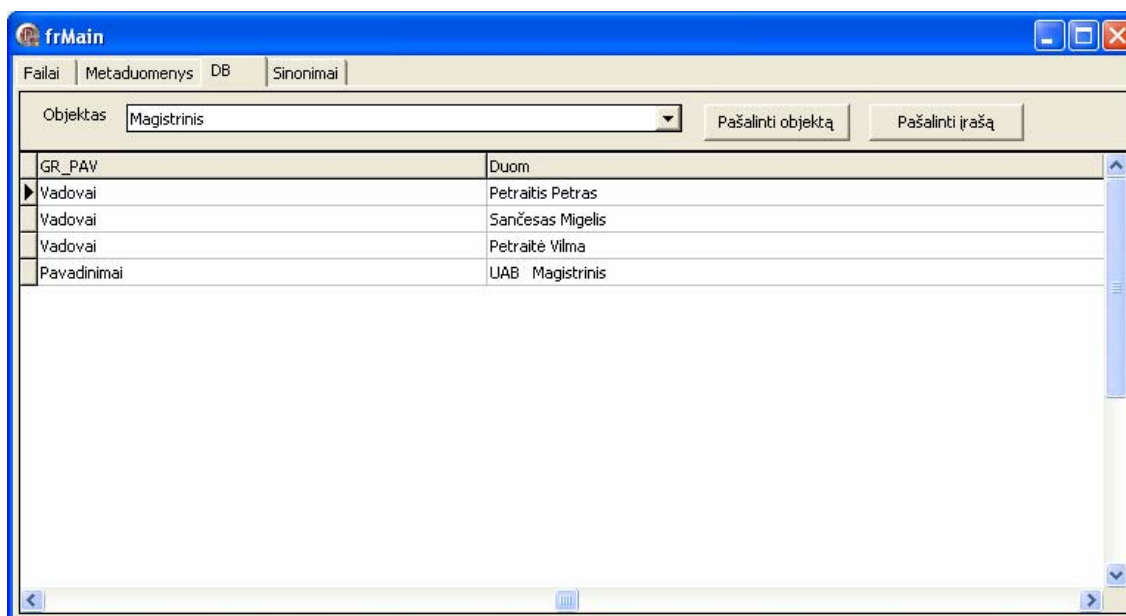 frMain
Failai Metaduomenys DB Sinonimai
Objektas Magistrinis Pašalinti objektą Pašalinti įrašą
GR_PAV Duom
Vadovai Petraitis Petras
Vadovai Sančesas Migelis
Vadovai Petraitė Vilma
Pavadinimai UAB Magistrinis